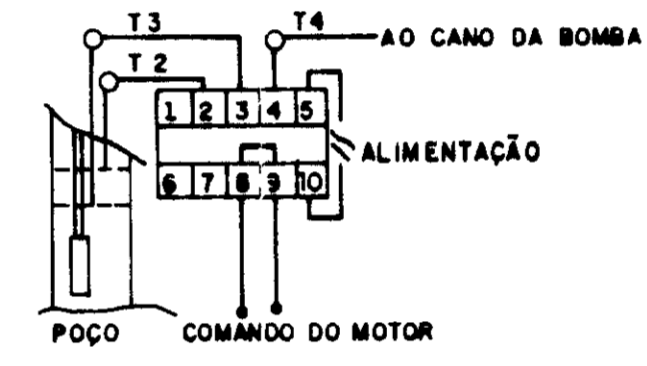 T3
T4
AO CANO DA BOMBA
T2
1 2 3 4 5
ALIMENTAÇÃO
6 7 8 9 10
POÇO
COMANDO DO MOTOR